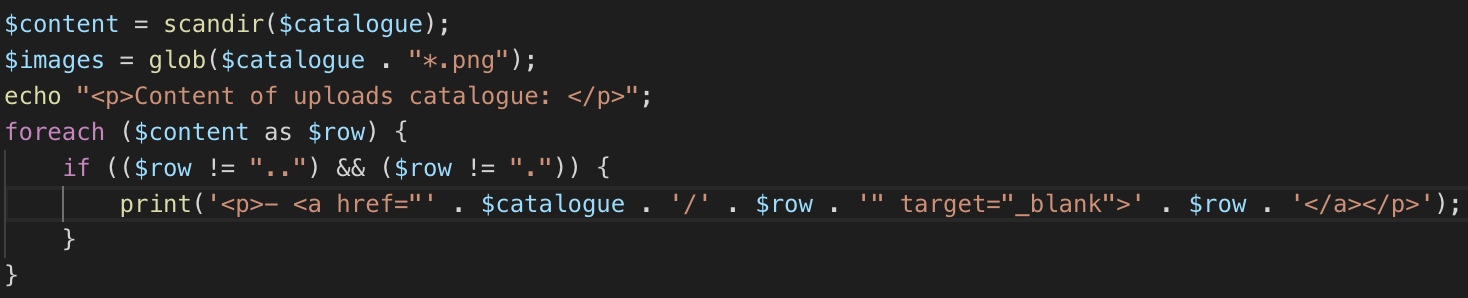 $content = scandir($catalogue);
$images = glob($catalogue . "*.png");
echo "<p>Content of uploads catalogue: </p>";
foreach ($content as $row) {
    if (($row != "..") && ($row != ".")) {
        print('<p>- <a href="' . $catalogue . '/' . $row . '" target="_blank">' . $row . '</a></p>');
    }
}